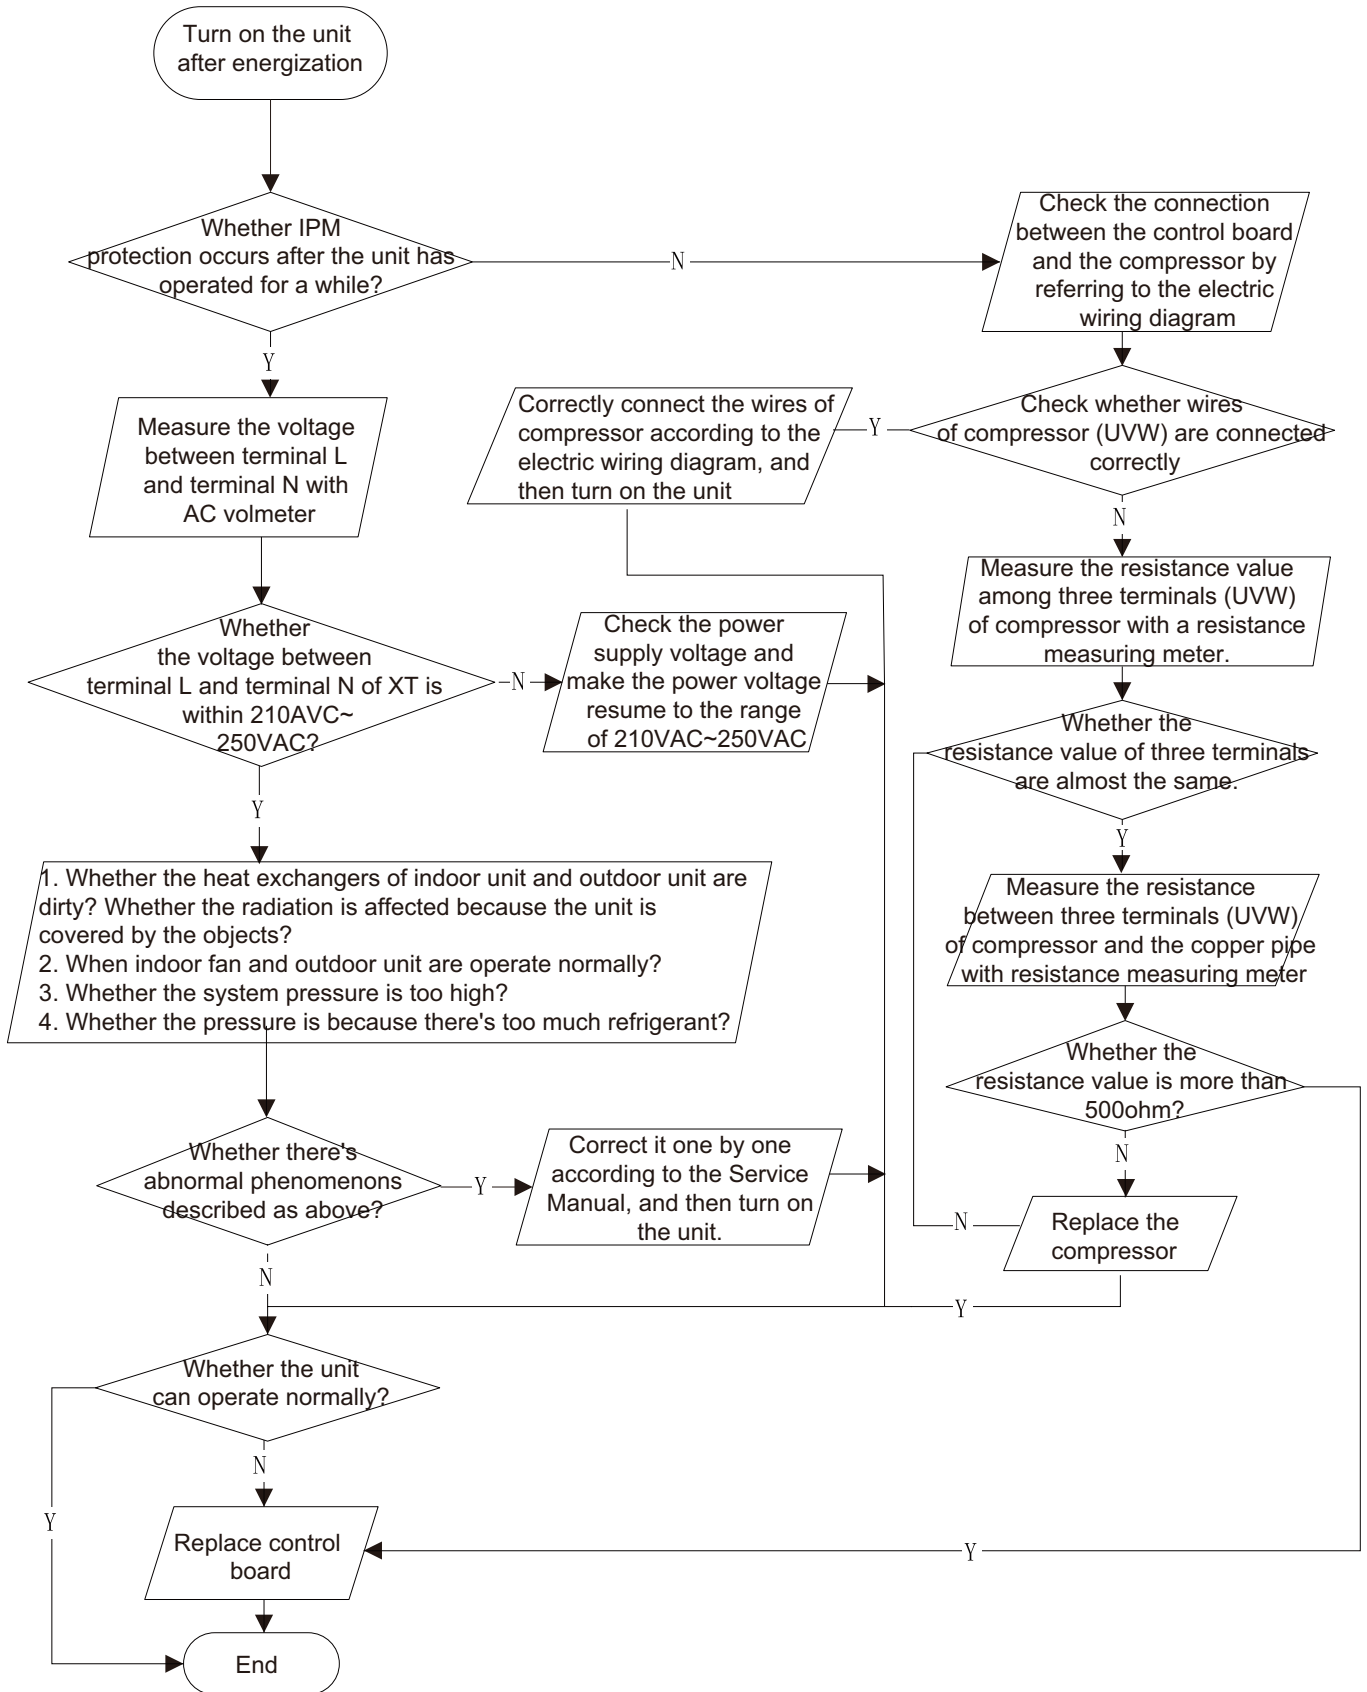 Turn on the unit
after energization
Whether IPM
protection occurs after the unit has
operated for a while?
N
Check the connection
between the control board
and the compressor by
referring to the electric
wiring diagram
Y
Measure the voltage
between terminal L
and terminal N with
AC volmeter
Correctly connect the wires of
compressor according to the
electric wiring diagram, and
then turn on the unit
Y
Check whether wires
of compressor (UVW) are connected
correctly
N
Measure the resistance value
among three terminals (UVW)
of compressor with a resistance
measuring meter.
Whether
the voltage between
terminal L and terminal N of XT is
within 210AVC~
250VAC?
N
Check the power
supply voltage and
make the power voltage
resume to the range
of 210VAC~250VAC
Whether the
resistance value of three terminals
are almost the same.
Y
Y
1. Whether the heat exchangers of indoor unit and outdoor unit are
dirty? Whether the radiation is affected because the unit is
covered by the objects?
2. When indoor fan and outdoor unit are operate normally?
3. Whether the system pressure is too high?
4. Whether the pressure is because there's too much refrigerant?
Measure the resistance
between three terminals (UVW)
of compressor and the copper pipe
with resistance measuring meter
Whether the
resistance value is more than
500ohm?
N
Whether there's
abnormal phenomenons
described as above?
Y
Correct it one by one
according to the Service
Manual, and then turn on
the unit.
N
Replace the
compressor
N
Y
Whether the unit
can operate normally?
N
Y
Replace control
board
Y
End